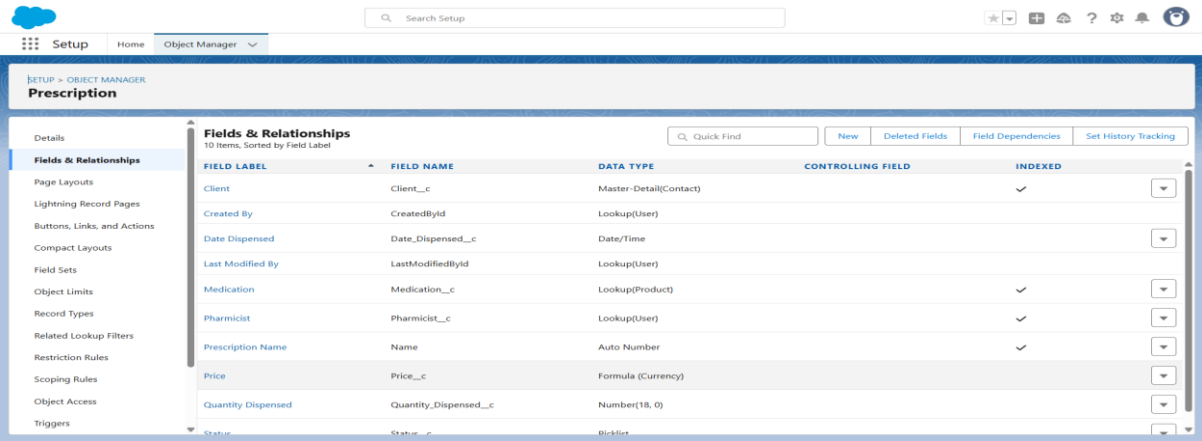 Search Setup
Setup Home Object Manager
SETUP > OBJECT MANAGER
Prescription
Details
Fields & Relationships
Page Layouts
Lightning Record Pages
Buttons, Links, and Actions
Compact Layouts
Field Sets
Object Limits
Record Types
Related Lookup Filters
Restriction Rules
Scoping Rules
Object Access
Triggers
Fields & Relationships
10 Items, Sorted by Field Label
Quick Find New Deleted Fields Field Dependencies Set History Tracking
FIELD LABEL FIELD NAME DATA TYPE CONTROLLING FIELD INDEXED
Client Client__c Master-Detail(Contact)
Created By CreatedById Lookup(User)
Date Dispensed Date_Dispensed__c Date/Time
Last Modified By LastModifiedById Lookup(User)
Medication Medication__c Lookup(Product)
Pharmicist Pharmicist__c Lookup(User)
Prescription Name Name Auto Number
Price Price__c Formula (Currency)
Quantity Dispensed Quantity_Dispensed__c Number(18, 0)
Status Status__c Picklist